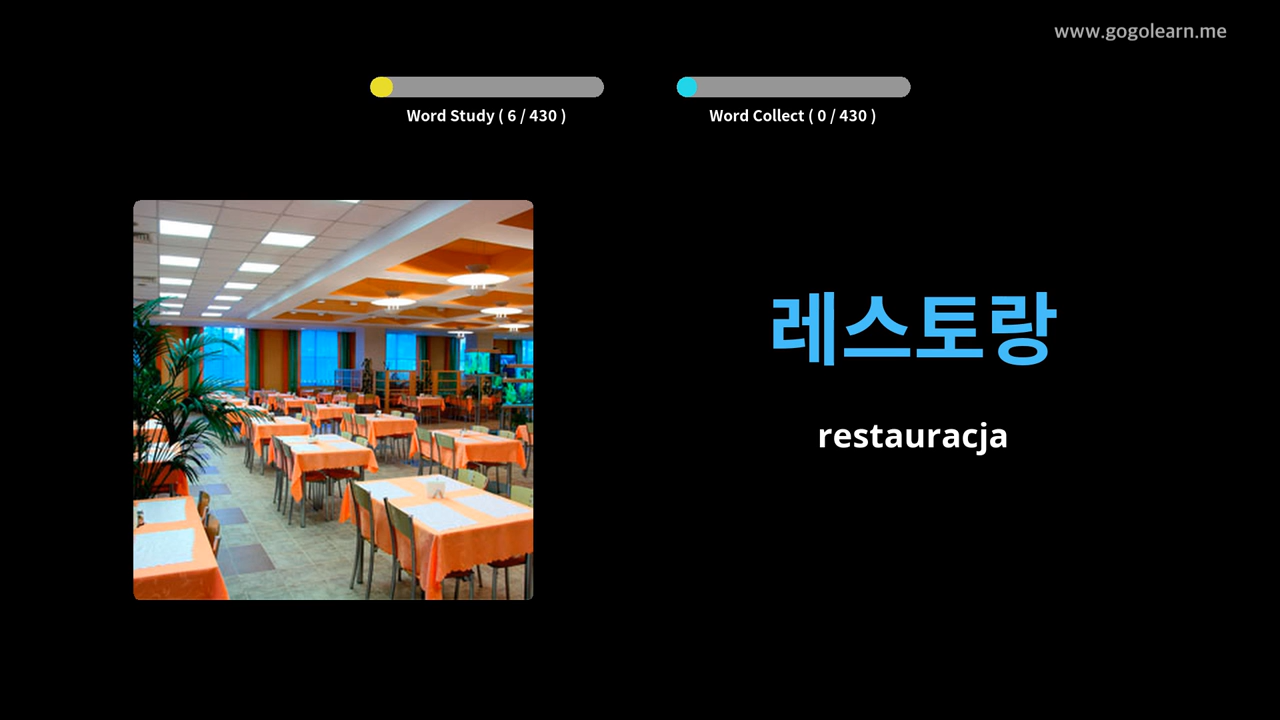 www.gogolearn.me
Word Study ( 6 / 430 )
Word Collect ( 0 / 430 )
레스토랑
restauracja